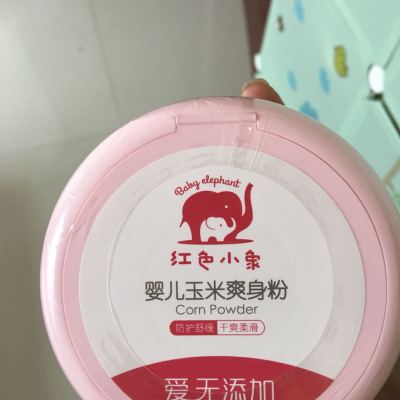 Baby elephant
红色小象
婴儿玉米爽身粉
Corn Powder
防护舒缓 干爽柔滑
爱无添加